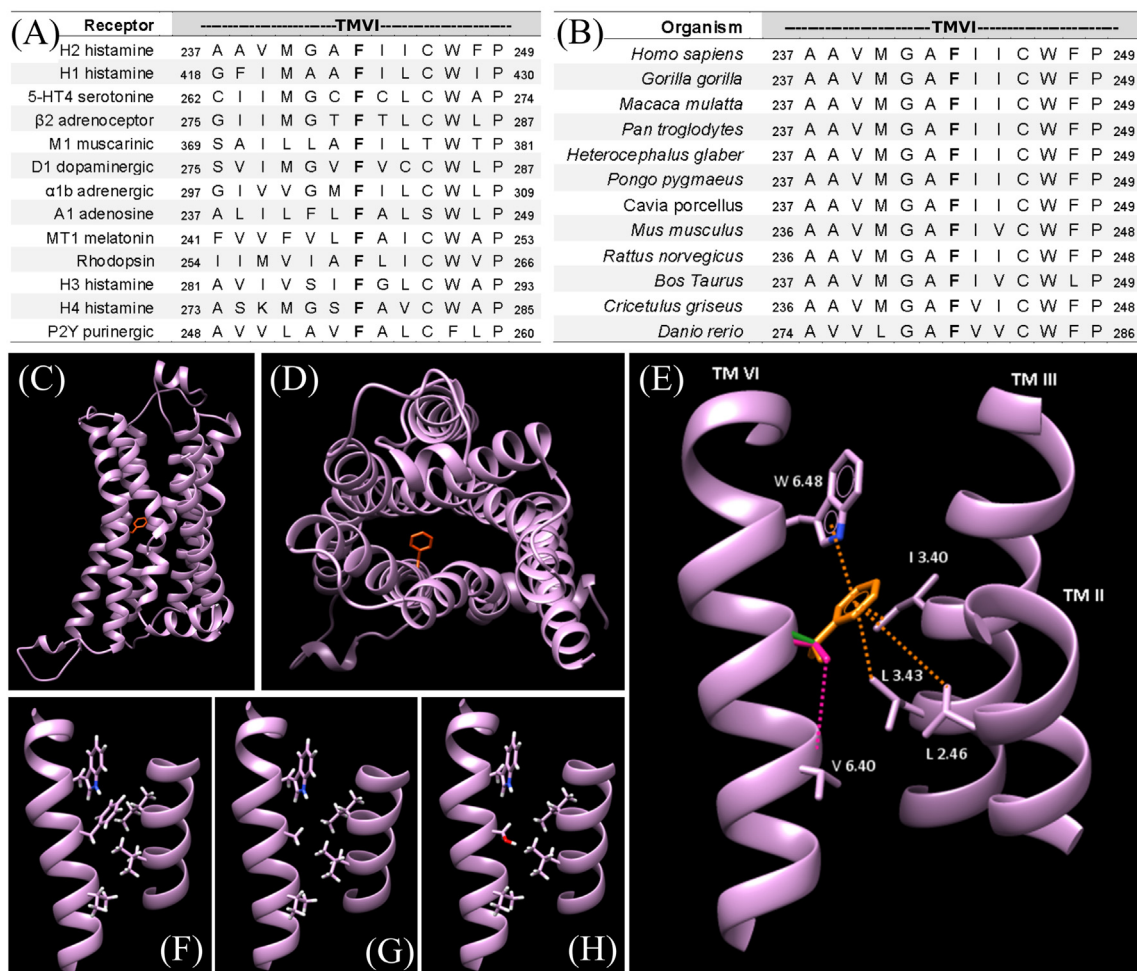 (A) Receptor ------------------------TMVI------------------------
H2 histamine 237 A A V M G A F I I C W F P 249
H1 histamine 418 G F I M A A F I L C W I P 430
5-HT4 serotonine 262 C I I M G C F C L C W A P 274
β2 adrenoceptor 275 G I I M G T F T L C W L P 287
M1 muscarinic 369 S A I L L A F I L T W T P 381
D1 dopaminergic 275 S V I M G V F V C C W L P 287
α1b adrenergic 297 G I V V G M F I L C W L P 309
A1 adenosine 237 A L I L F L F A L S W L P 249
MT1 melatonin 241 F V V F V L F A I C W A P 253
Rhodopsin 254 I I M V I A F L I C W V P 266
H3 histamine 281 A V I V S I F G L C W A P 293
H4 histamine 273 A S K M G S F A V C W A P 285
P2Y purinergic 248 A V V L A V F A L C F L P 260
(B) Organism ------------------------TMVI------------------------
Homo sapiens 237 A A V M G A F I I C W F P 249
Gorilla gorilla 237 A A V M G A F I I C W F P 249
Macaca mulatta 237 A A V M G A F I I C W F P 249
Pan troglodytes 237 A A V M G A F I I C W F P 249
Heterocephalus glaber 237 A A V M G A F I I C W F P 249
Pongo pygmaeus 237 A A V M G A F I I C W F P 249
Cavia porcellus 237 A A V M G A F I I C W F P 249
Mus musculus 236 A A V M G A F I V C W F P 248
Rattus norvegicus 236 A A V M G A F I I C W F P 248
Bos Taurus 237 A A V M G A F I V C W L P 249
Cricetulus griseus 236 A A V M G A F V I C W F P 248
Danio rerio 274 A V V L G A F V V C W F P 286
(C)
(D)
(E)
TM VI
TM III
W 6.48
I 3.40
TM II
L 3.43
L 2.46
V 6.40
(F)
(G)
(H)